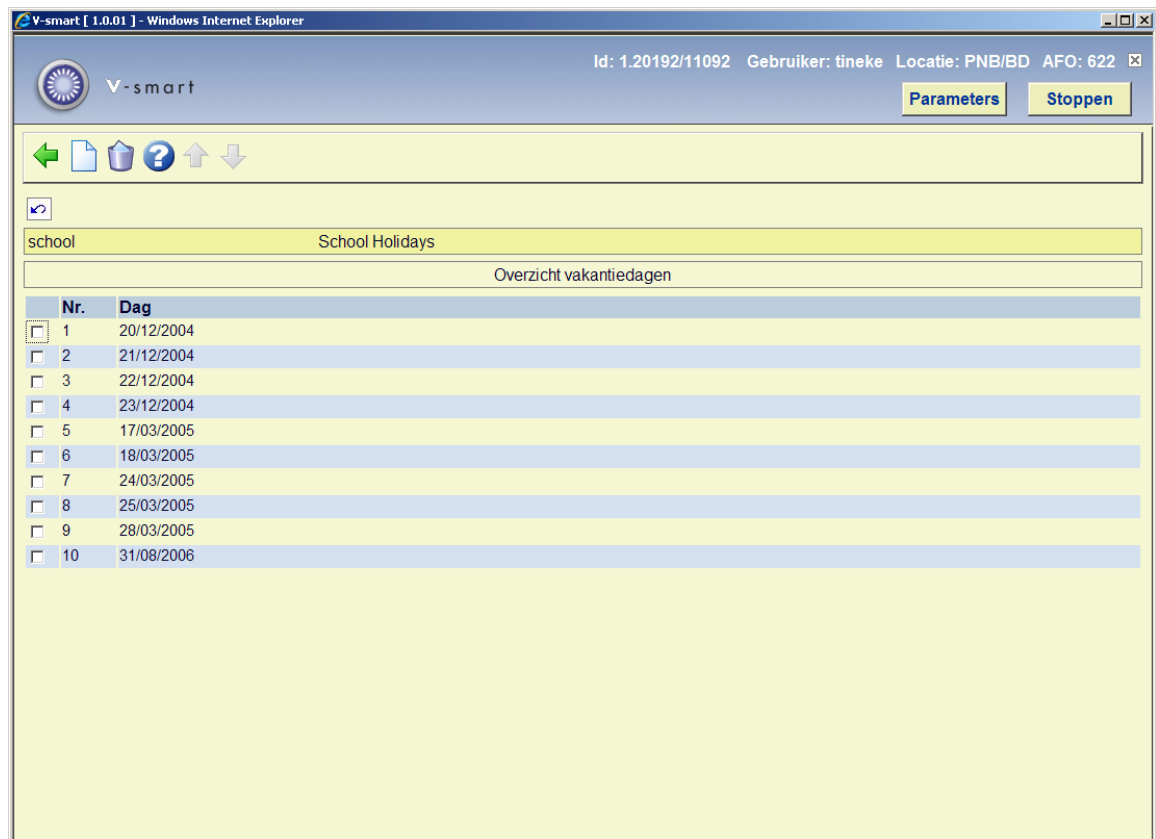 V-smart [ 1.0.01 ] - Windows Internet Explorer
Id: 1.20192/11092 Gebruiker: tineke Locatie: PNB/BD AFO: 622
V-smart
Parameters Stoppen
school School Holidays
Overzicht vakantiedagen
Nr. Dag
1 20/12/2004
2 21/12/2004
3 22/12/2004
4 23/12/2004
5 17/03/2005
6 18/03/2005
7 24/03/2005
8 25/03/2005
9 28/03/2005
10 31/08/2006